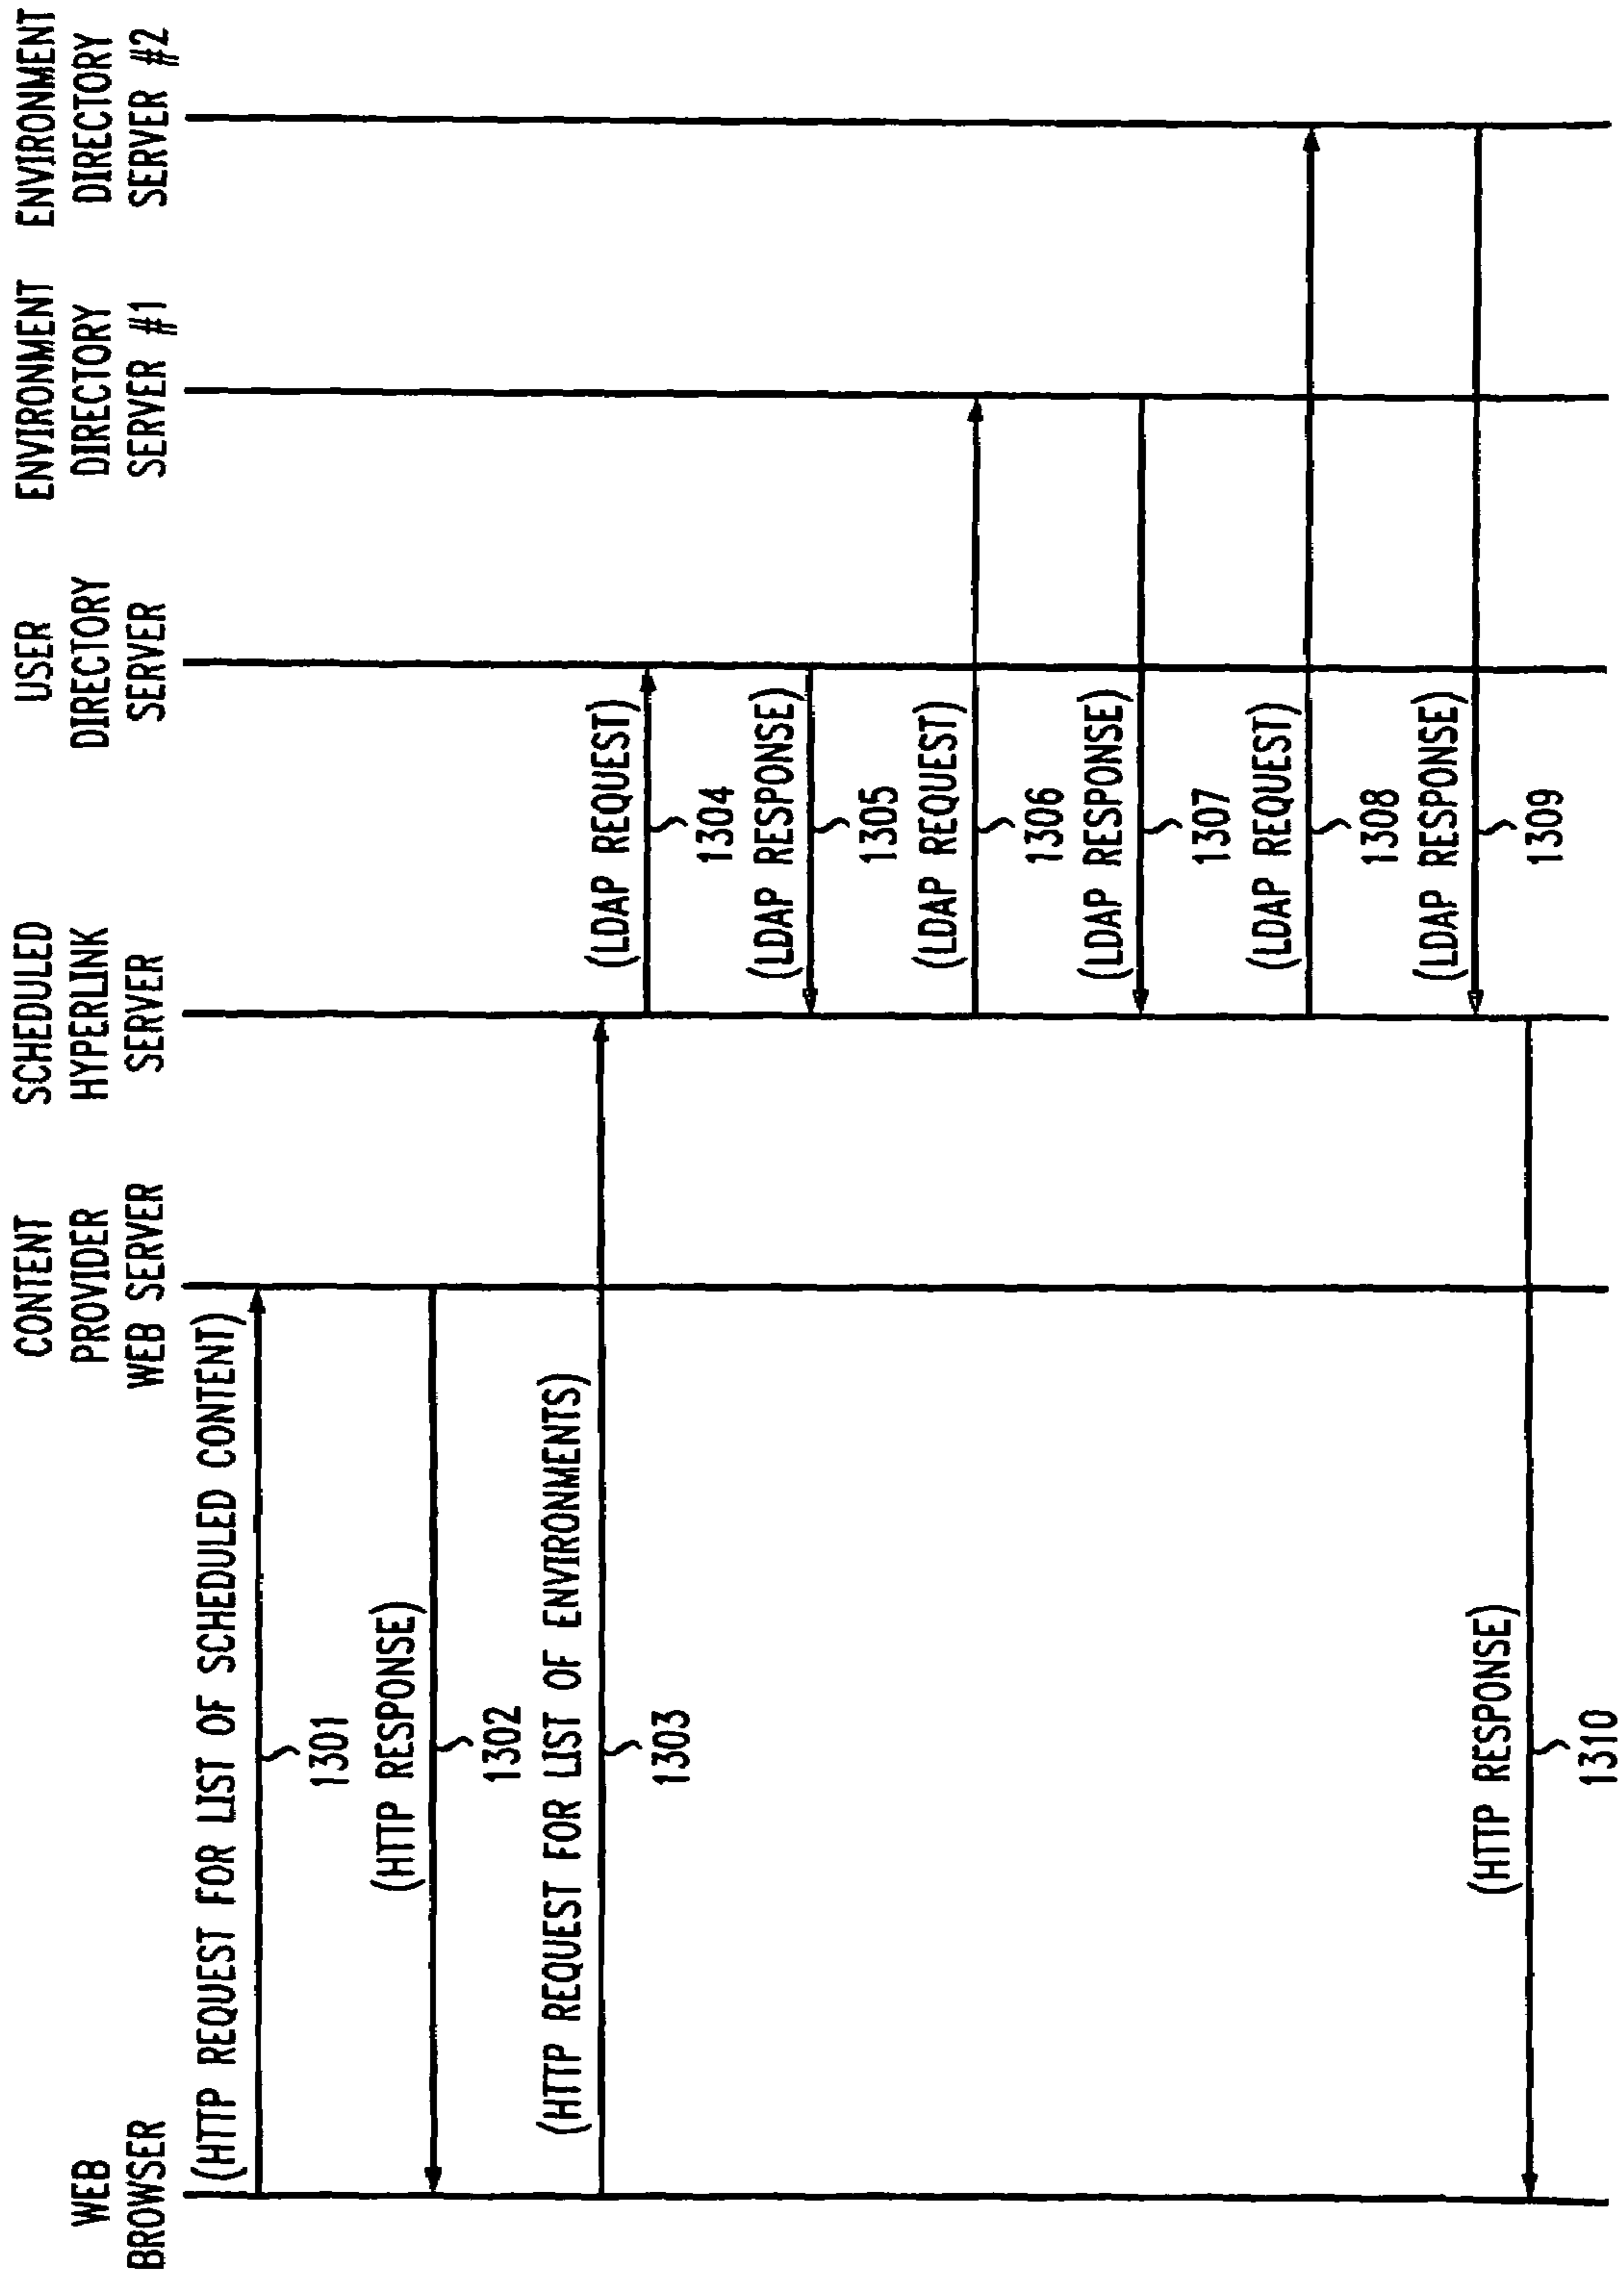 WEB
BROWSER
CONTENT
PROVIDER
WEB SERVER
SCHEDULED
HYPERLINK
SERVER
USER
DIRECTORY
SERVER
ENVIRONMENT
DIRECTORY
SERVER #1
ENVIRONMENT
DIRECTORY
SERVER #2
(HTTP REQUEST FOR LIST OF SCHEDULED CONTENT)
1301
(HTTP RESPONSE)
1302
(HTTP REQUEST FOR LIST OF ENVIRONMENTS)
1303
(LDAP REQUEST)
1304
(LDAP RESPONSE)
1305
(LDAP REQUEST)
1306
(LDAP RESPONSE)
1307
(LDAP REQUEST)
1308
(LDAP RESPONSE)
1309
(HTTP RESPONSE)
1310